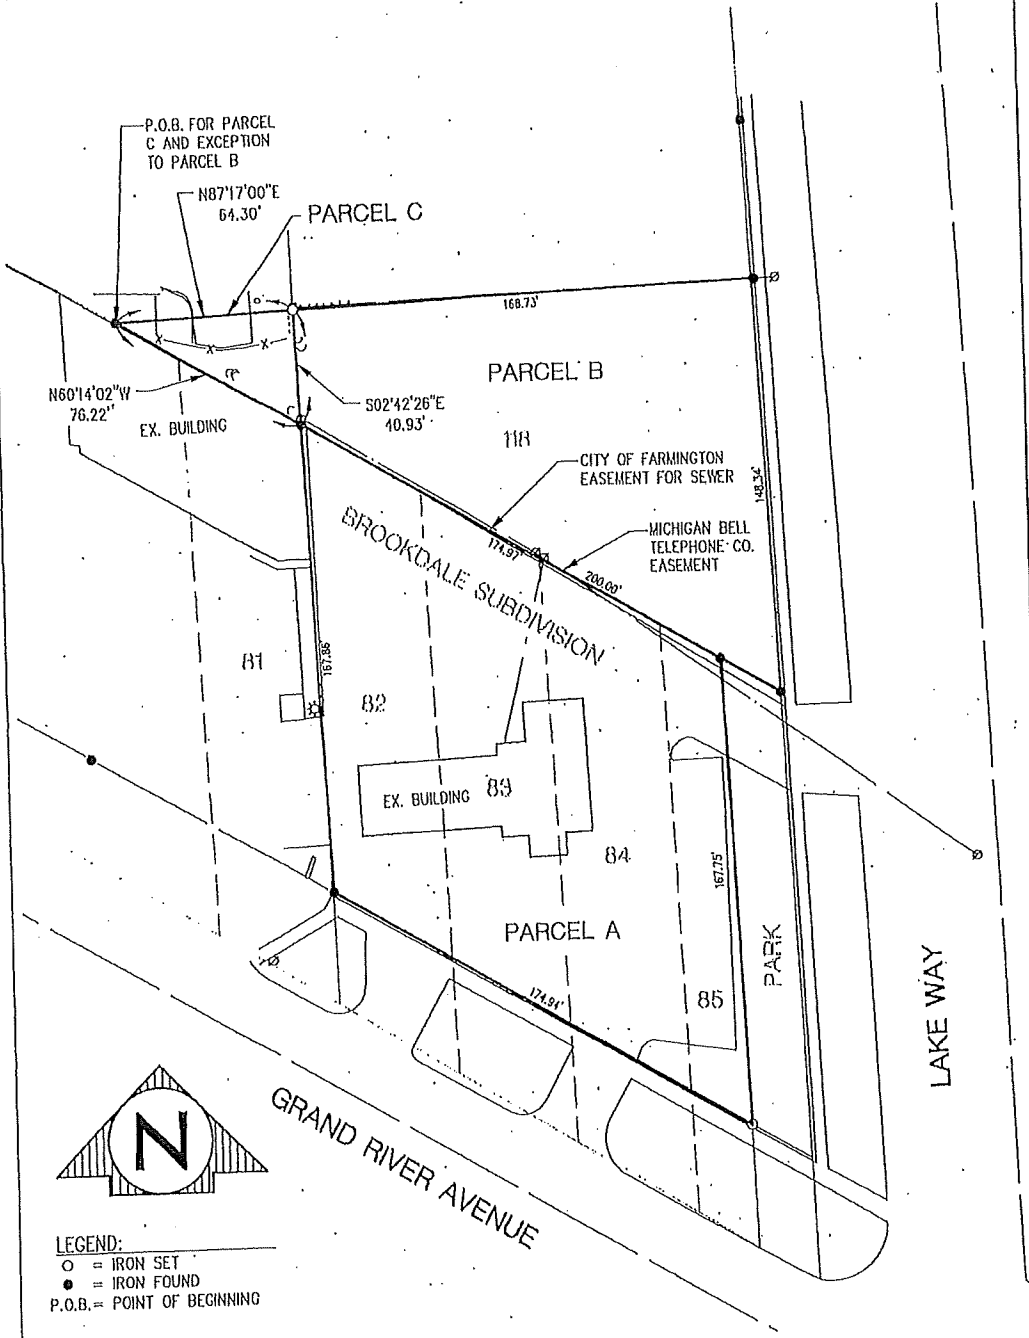 P.O.B. FOR PARCEL
C AND EXCEPTION
TO PARCEL B
N87°17'00"E
64.30'
PARCEL C
168.73'
PARCEL B
N60°14'02"W
76.22'
EX. BUILDING
S02°42'26"E
40.93'
118
CITY OF FARMINGTON
EASEMENT FOR SEWER
148.34'
MICHIGAN BELL
TELEPHONE CO.
EASEMENT
174.97'
200.00'
BROOKDALE SUBDIVISION
81
167.86'
82
EX. BUILDING
83
84
167.75'
PARCEL A
PARK
85
174.94'
LAKE WAY
GRAND RIVER AVENUE
N
LEGEND:
○ = IRON SET
● = IRON FOUND
P.O.B.= POINT OF BEGINNING